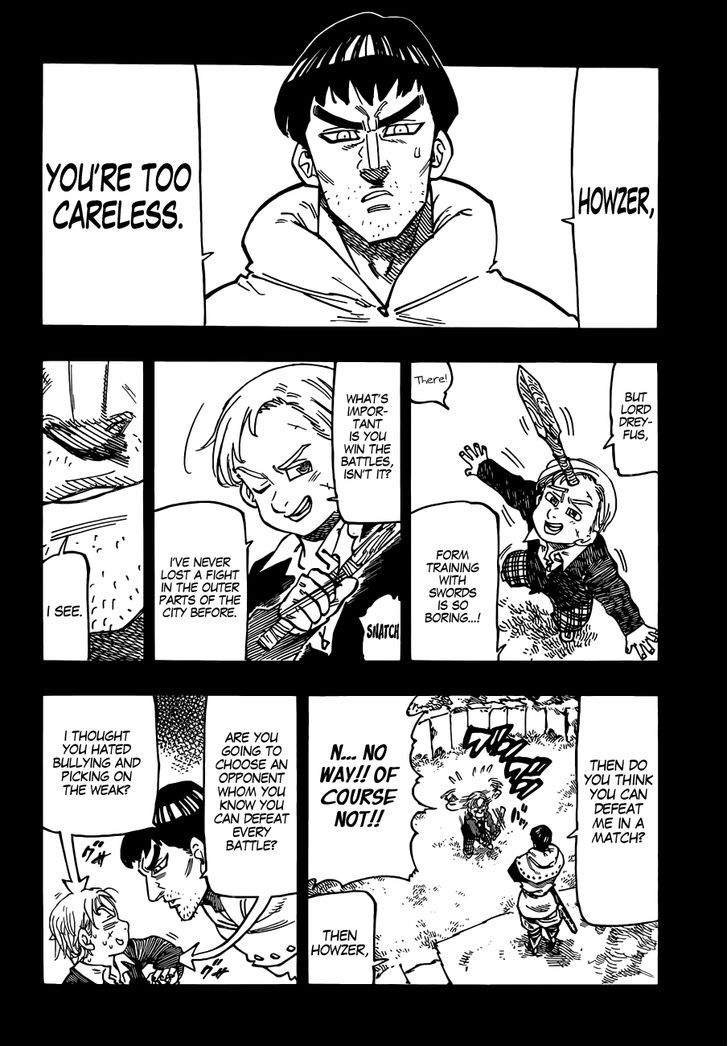 HOWZER,
YOU'RE TOO
CARELESS.
BUT
LORD
DREY-
FUS,
There!
FORM
TRAINING
WITH
SWORDS
IS SO
BORING...!
WHAT'S
IMPOR-
TANT
IS YOU
WIN THE
BATTLES,
ISN'T IT?
SNATCH
I'VE NEVER
LOST A FIGHT
IN THE OUTER
PARTS OF THE
CITY BEFORE.
I SEE.
THEN DO
YOU THINK
YOU CAN
DEFEAT
ME IN A
MATCH?
N... NO
WAY!! OF
COURSE
NOT!!
THEN
HOWZER,
ARE YOU
GOING TO
CHOOSE AN
OPPONENT
WHOM YOU
KNOW YOU
CAN DEFEAT
EVERY
BATTLE?
I THOUGHT
YOU HATED
BULLYING AND
PICKING ON
THE WEAK?